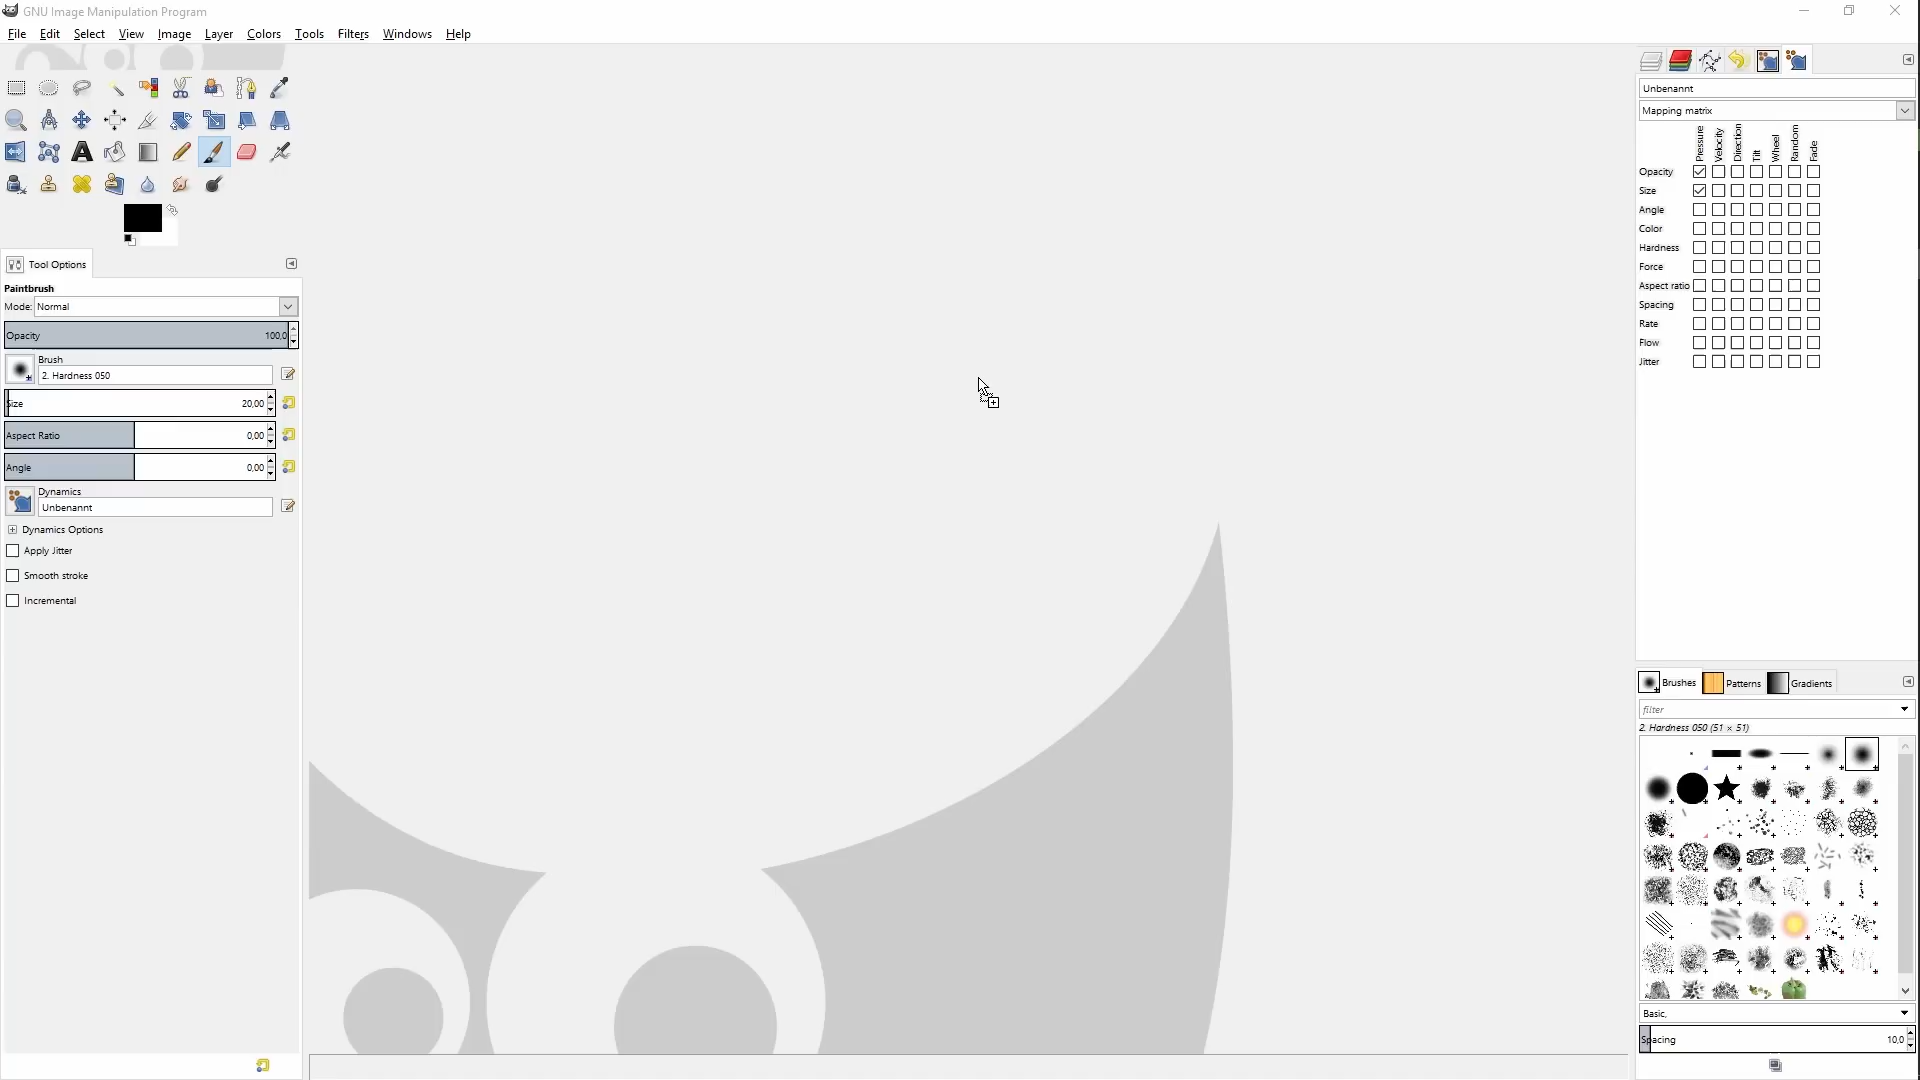 GNU Image Manipulation Program
File Edit Select View Image Layer Colors Tools Filters Windows Help
Tool Options
Paintbrush
Mode: Normal
Opacity 100,0
Brush
2. Hardness 050
Size 20,00
Aspect Ratio 0,00
Angle 0,00
Dynamics
Unbenannt
Dynamics Options
Apply Jitter
Smooth stroke
Incremental
Unbenannt
Mapping matrix
Pressure Velocity Direction Tilt Wheel Random Fade
Opacity
Size
Angle
Color
Hardness
Force
Aspect ratio
Spacing
Rate
Flow
Jitter
Brushes Patterns Gradients
filter
2. Hardness 050 (51 × 51)
Basic,
Spacing 10,0